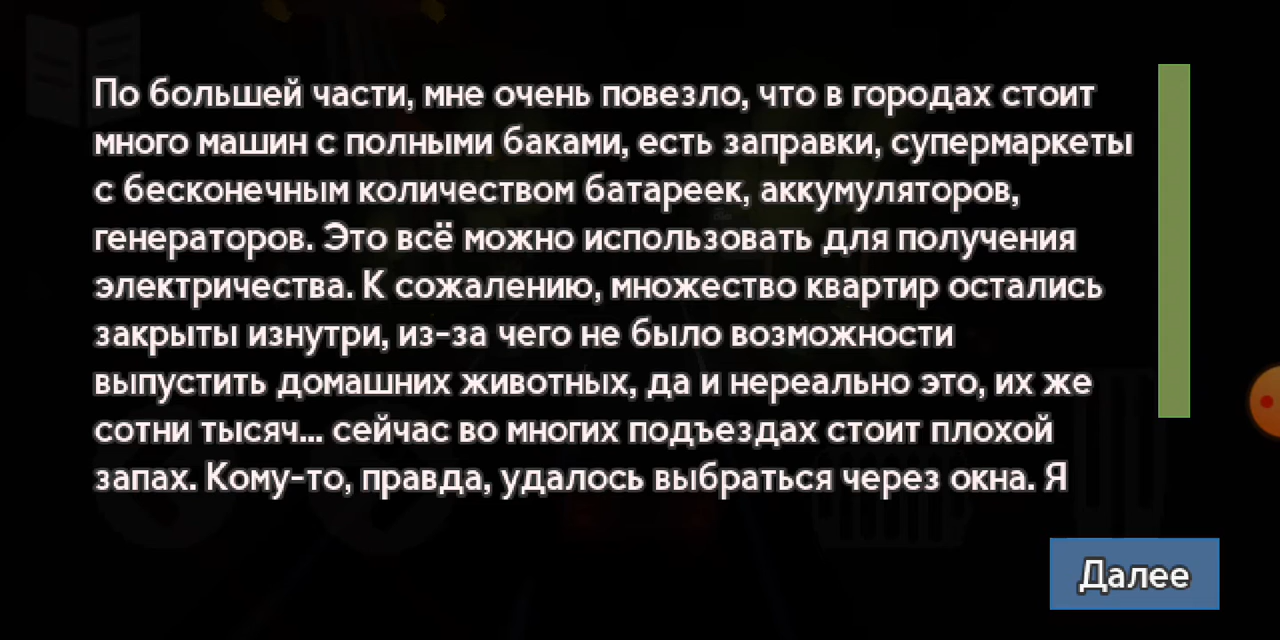 По большей части, мне очень повезло, что в городах стоит
много машин с полными баками, есть заправки, супермаркеты
с бесконечным количеством батареек, аккумуляторов,
генераторов. Это всё можно использовать для получения
электричества. К сожалению, множество квартир остались
закрыты изнутри, из-за чего не было возможности
выпустить домашних животных, да и нереально это, их же
сотни тысяч... сейчас во многих подъездах стоит плохой
запах. Кому-то, правда, удалось выбраться через окна. Я
Далее